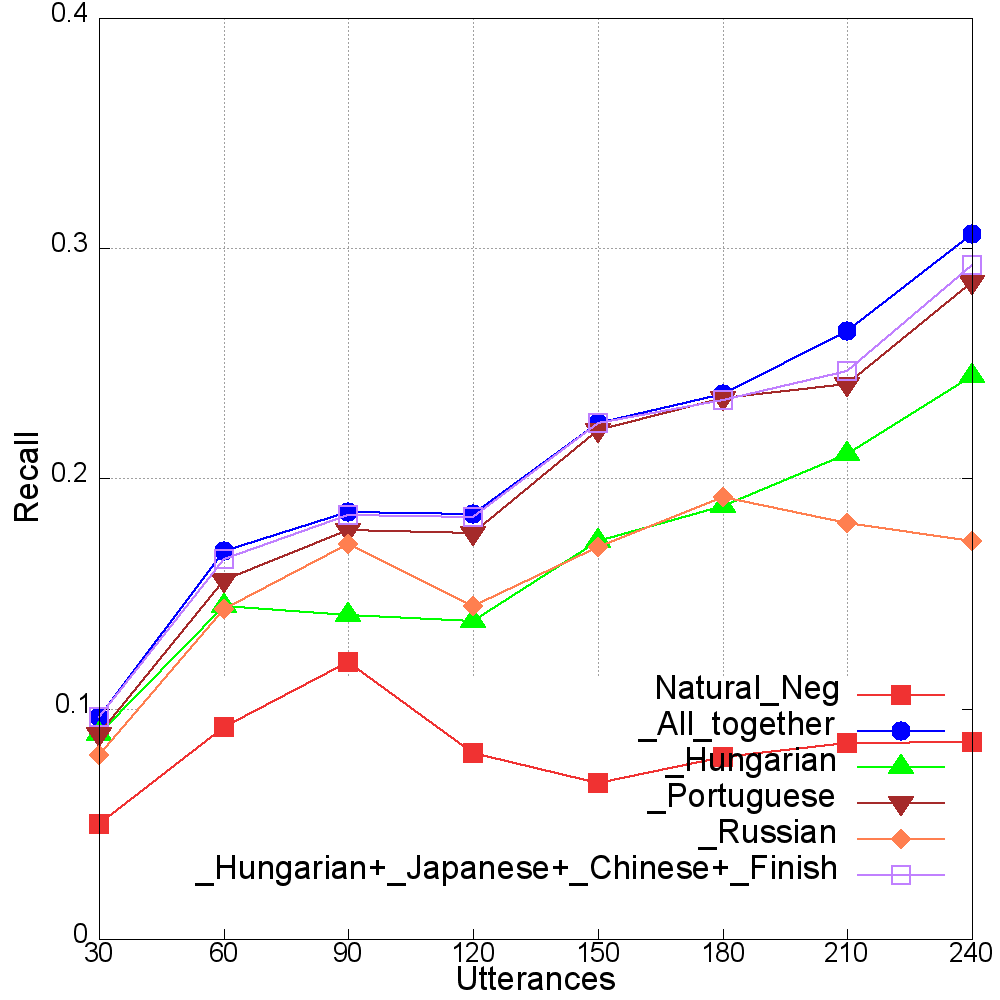 0.4
0.3
0.2
0.1
0
Recall
Natural_Neg
_All_together
_Hungarian
_Portuguese
_Russian
_Hungarian+_Japanese+_Chinese+_Finish
30 60 90 120 150 180 210 240
Utterances